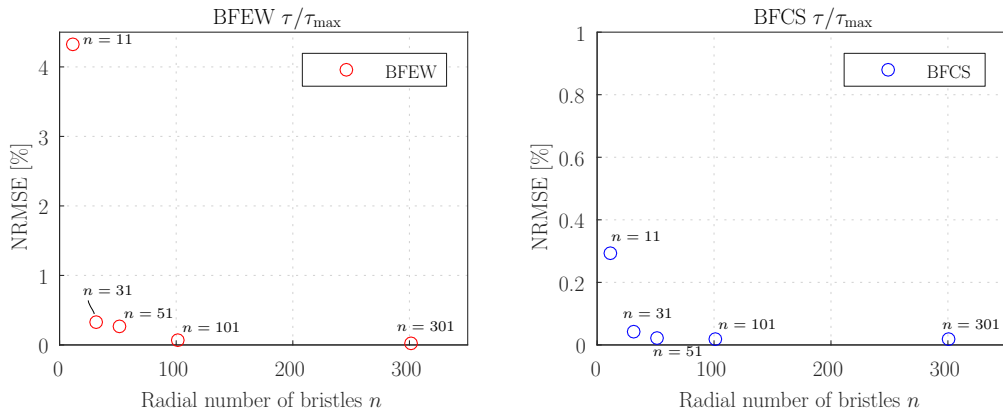 BFEW τ/τmax
n = 11
BFEW
4
3
2
1
0
NRMSE [%]
n = 31
n = 51
n = 101
n = 301
0
100
200
300
Radial number of bristles n
BFCS τ/τmax
1
BFCS
0.8
0.6
0.4
0.2
0
NRMSE [%]
n = 11
n = 31
n = 51
n = 101
n = 301
0
100
200
300
Radial number of bristles n